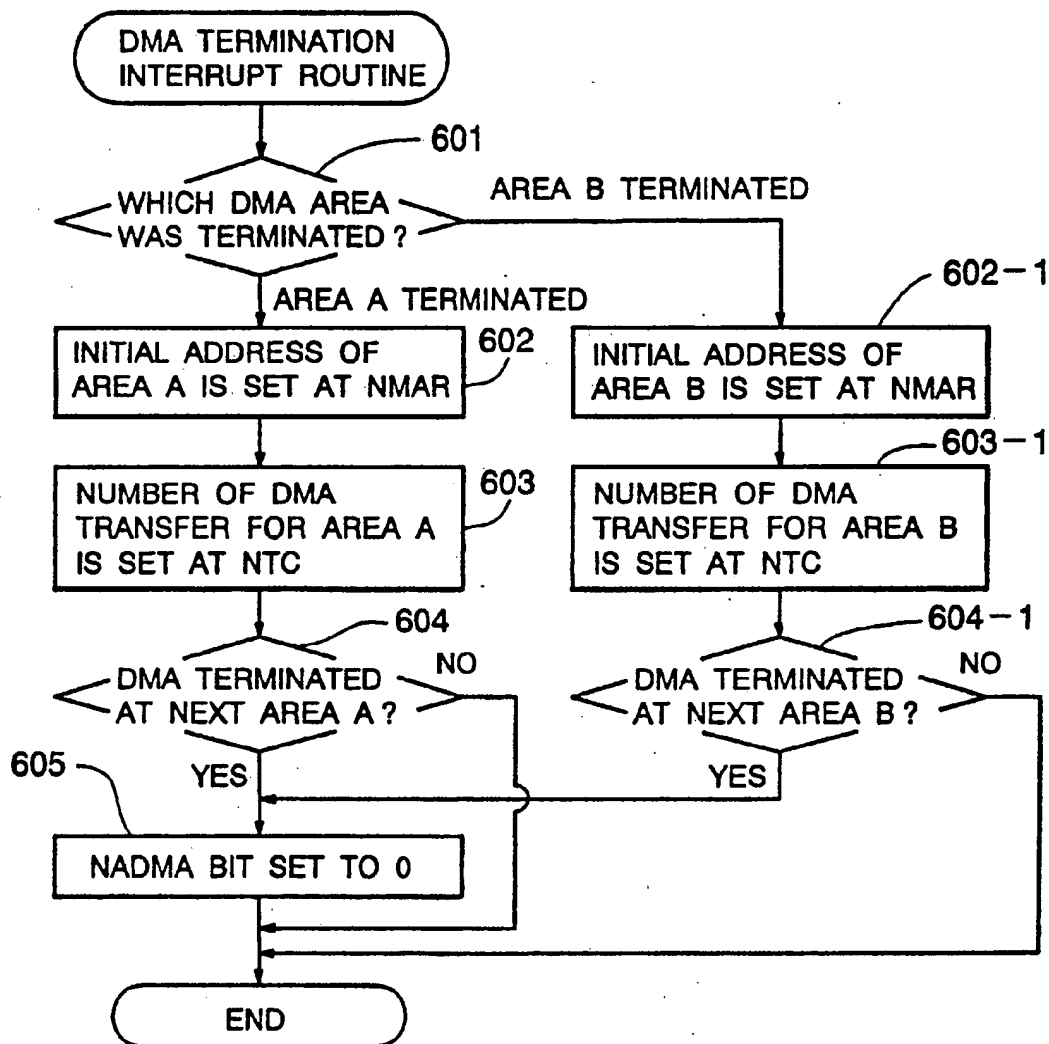 DMA TERMINATION
INTERRUPT ROUTINE
601
WHICH DMA AREA
WAS TERMINATED?
AREA B TERMINATED
AREA A TERMINATED
602
INITIAL ADDRESS OF
AREA A IS SET AT NMAR
602-1
INITIAL ADDRESS OF
AREA B IS SET AT NMAR
603
NUMBER OF DMA
TRANSFER FOR AREA A
IS SET AT NTC
603-1
NUMBER OF DMA
TRANSFER FOR AREA B
IS SET AT NTC
604
DMA TERMINATED
AT NEXT AREA A?
NO
YES
604-1
DMA TERMINATED
AT NEXT AREA B?
NO
YES
605
NADMA BIT SET TO 0
END